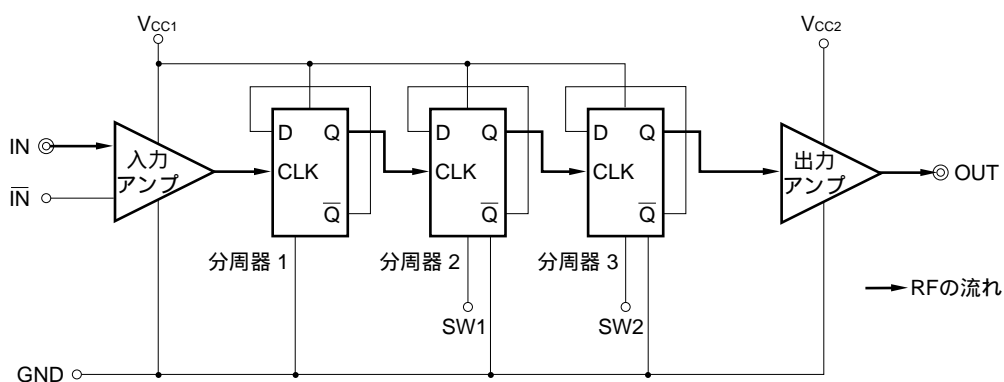 VCC1
VCC2
IN
IN
入力
アンプ
D Q
CLK
Q
D Q
CLK
Q
D Q
CLK
Q
出力
アンプ
OUT
分周器 1
分周器 2
分周器 3
SW1
SW2
RFの流れ
GND